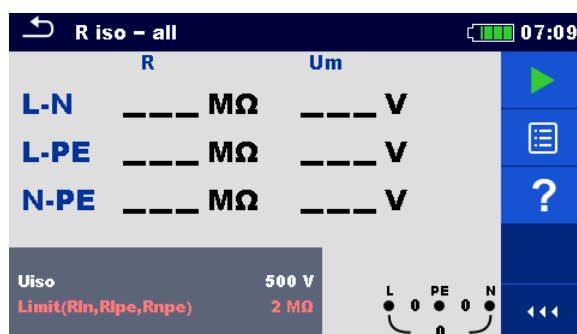 R iso – all 07:09
R Um
L-N ___ MΩ ___ V
L-PE ___ MΩ ___ V
N-PE ___ MΩ ___ V
?
Uiso 500 V
Limit(Rln,Rlpe,Rnpe) 2 MΩ
L PE N
0 0
0